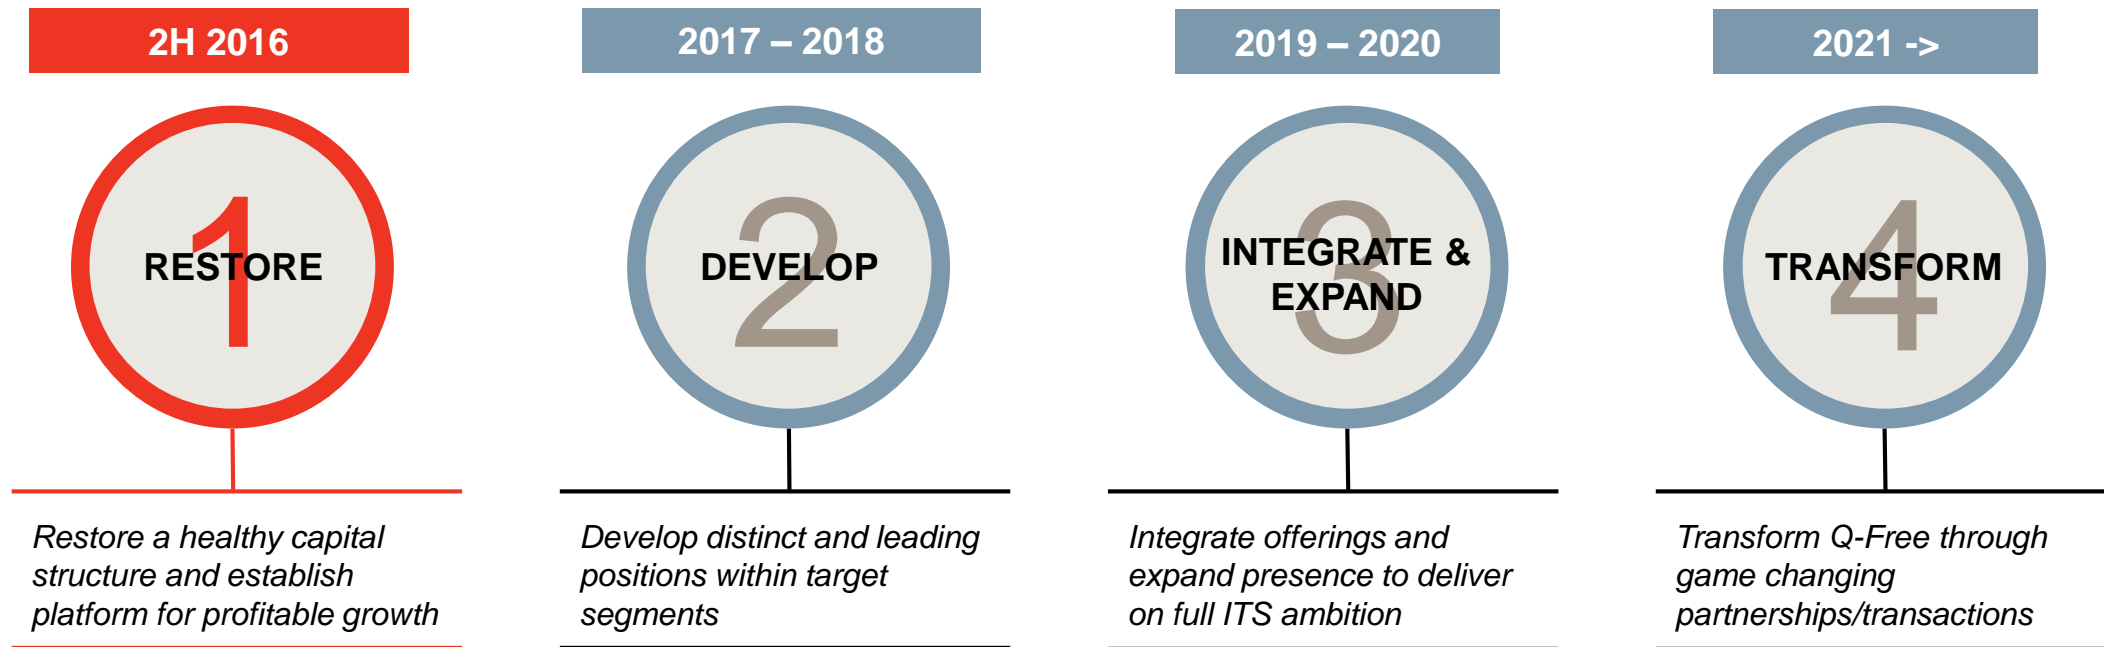 2H 2016
1
RESTORE
Restore a healthy capital
structure and establish
platform for profitable growth
2017 – 2018
2
DEVELOP
Develop distinct and leading
positions within target
segments
2019 – 2020
3
INTEGRATE &
EXPAND
Integrate offerings and
expand presence to deliver
on full ITS ambition
2021 ->
4
TRANSFORM
Transform Q-Free through
game changing
partnerships/transactions